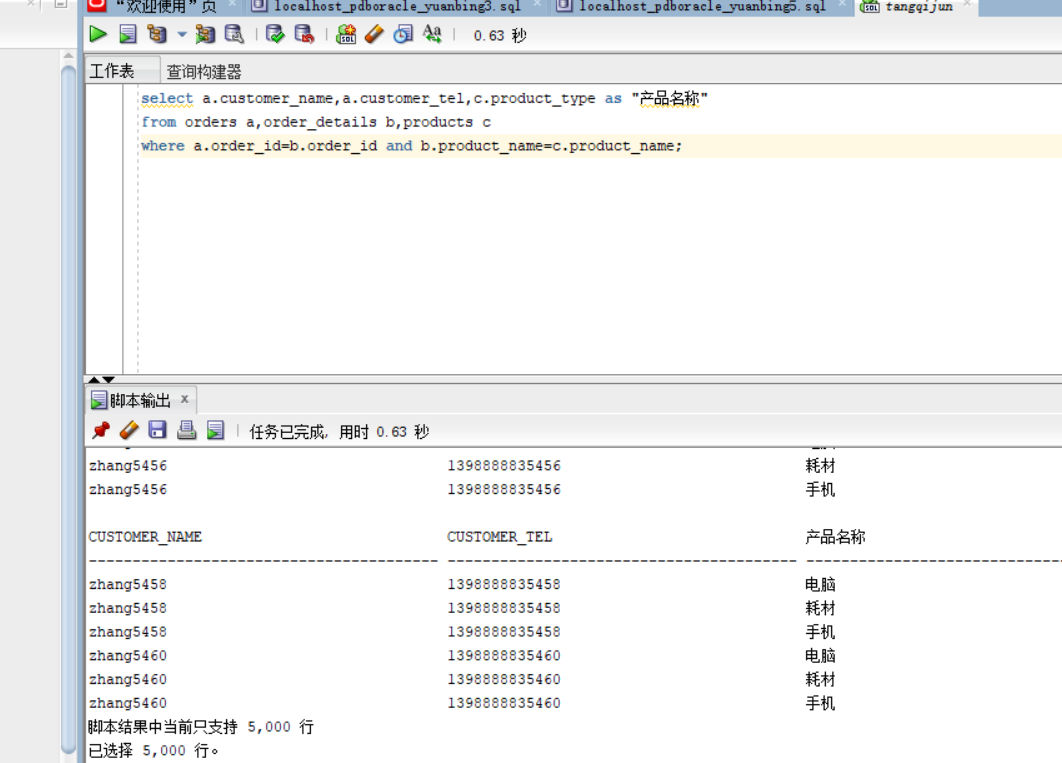 “欢迎使用”页 localhost_pdboracle_yuanbing3.sql localhost_pdboracle_yuanbing5.sql tangqijun
0.63 秒
工作表 查询构建器
select a.customer_name,a.customer_tel,c.product_type as "产品名称"
from orders a,order_details b,products c
where a.order_id=b.order_id and b.product_name=c.product_name;
脚本输出
任务已完成, 用时 0.63 秒
zhang5456 1398888835456 耗材
zhang5456 1398888835456 手机
CUSTOMER_NAME CUSTOMER_TEL 产品名称
---------------------------------------- ---------------------------------------- ------------------------------
zhang5458 1398888835458 电脑
zhang5458 1398888835458 耗材
zhang5458 1398888835458 手机
zhang5460 1398888835460 电脑
zhang5460 1398888835460 耗材
zhang5460 1398888835460 手机
脚本结果中当前只支持 5,000 行
已选择 5,000 行。